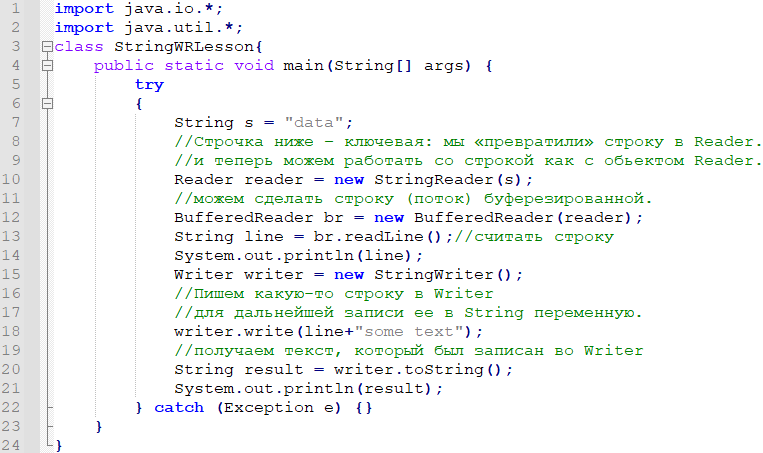 1 import java.io.*;
2 import java.util.*;
3 class StringWRLesson{
4 public static void main(String[] args) {
5 try
6 {
7 String s = "data";
8 //Строчка ниже – ключевая: мы «превратили» строку в Reader.
9 //и теперь можем работать со строкой как с обьектом Reader.
10 Reader reader = new StringReader(s);
11 //можем сделать строку (поток) буферезированной.
12 BufferedReader br = new BufferedReader(reader);
13 String line = br.readLine();//считать строку
14 System.out.println(line);
15 Writer writer = new StringWriter();
16 //Пишем какую-то строку в Writer
17 //для дальнейшей записи ее в String переменную.
18 writer.write(line+"some text");
19 //получаем текст, который был записан во Writer
20 String result = writer.toString();
21 System.out.println(result);
22 } catch (Exception e) {}
23 }
24 }